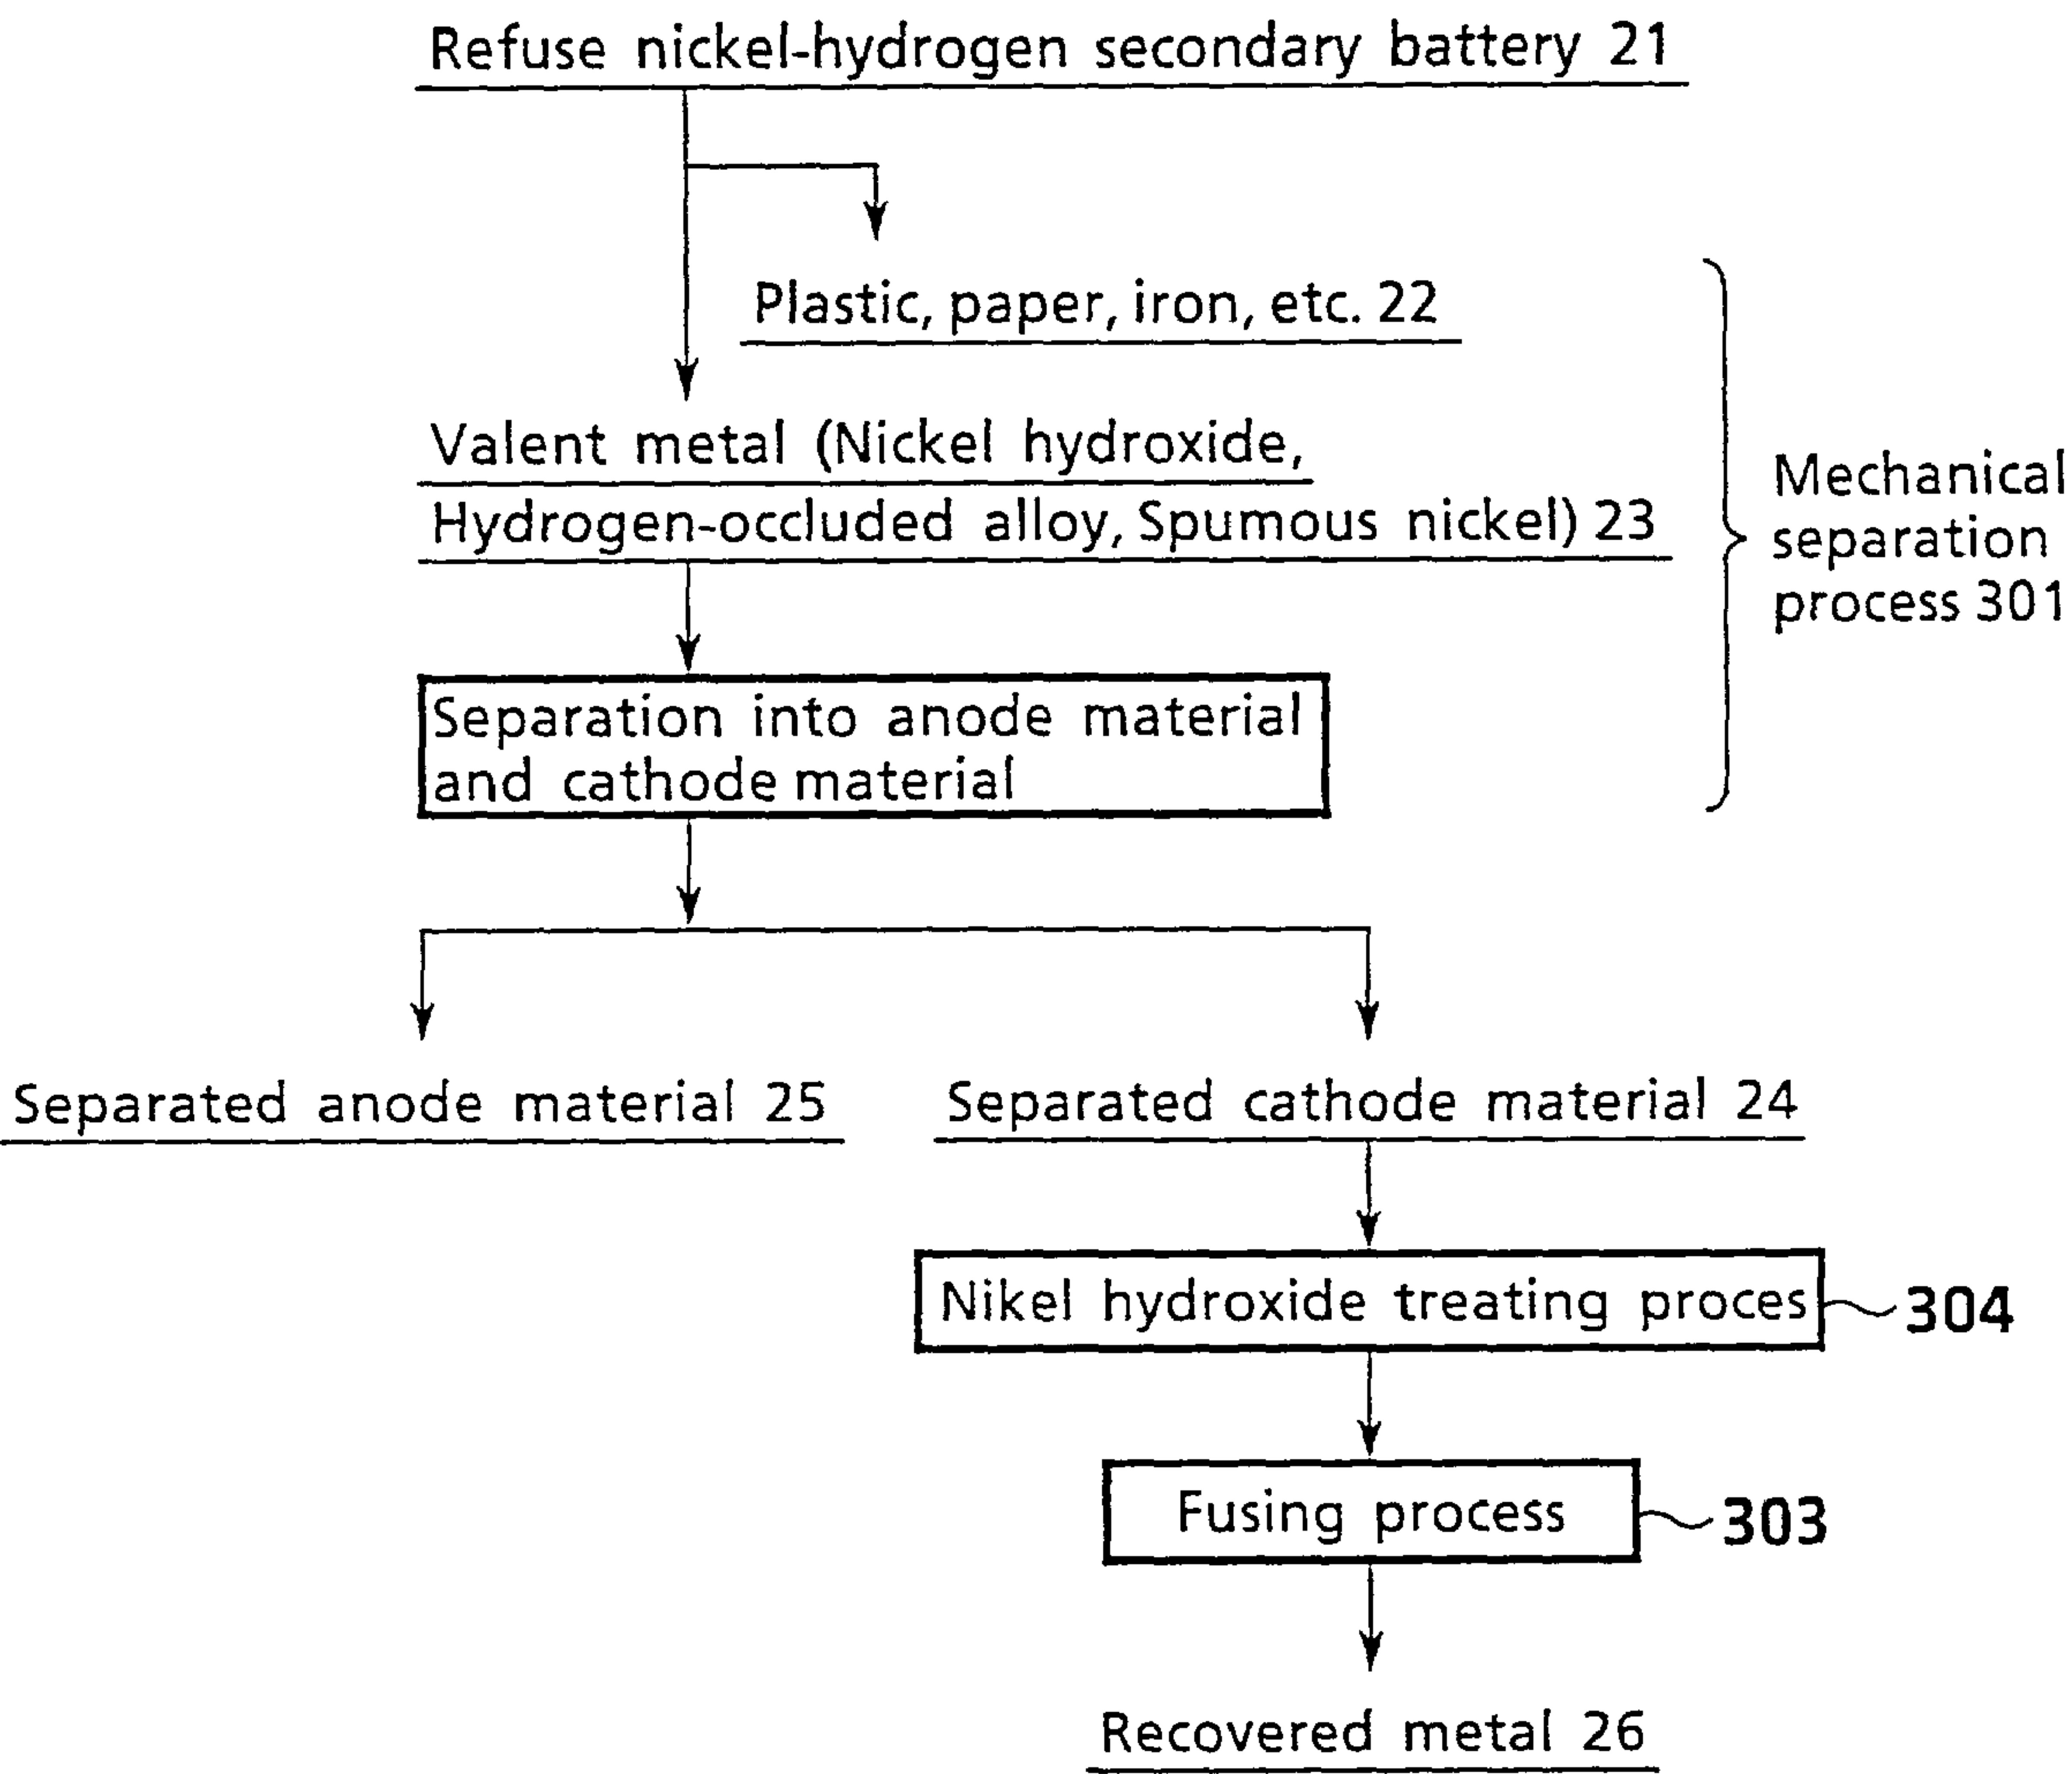 Refuse nickel-hydrogen secondary battery 21
Plastic, paper, iron, etc. 22
Valent metal (Nickel hydroxide,
Hydrogen-occluded alloy, Spumous nickel) 23
Mechanical
separation
process 301
Separation into anode material
and cathode material
Separated anode material 25
Separated cathode material 24
Nikel hydroxide treating proces
304
Fusing process
303
Recovered metal 26